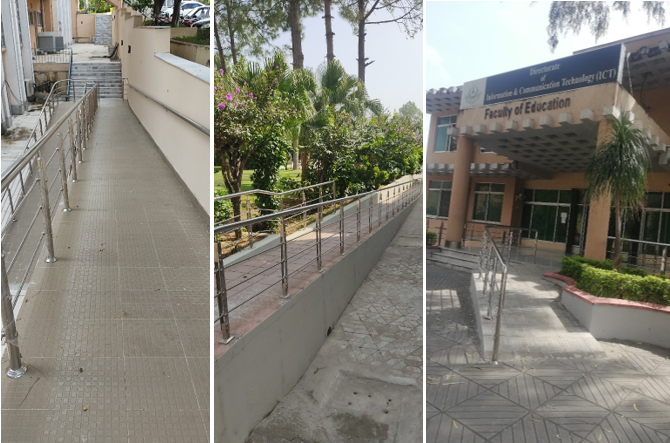 Directorate
of
Information & Communication Technology (ICT)
Faculty of Education